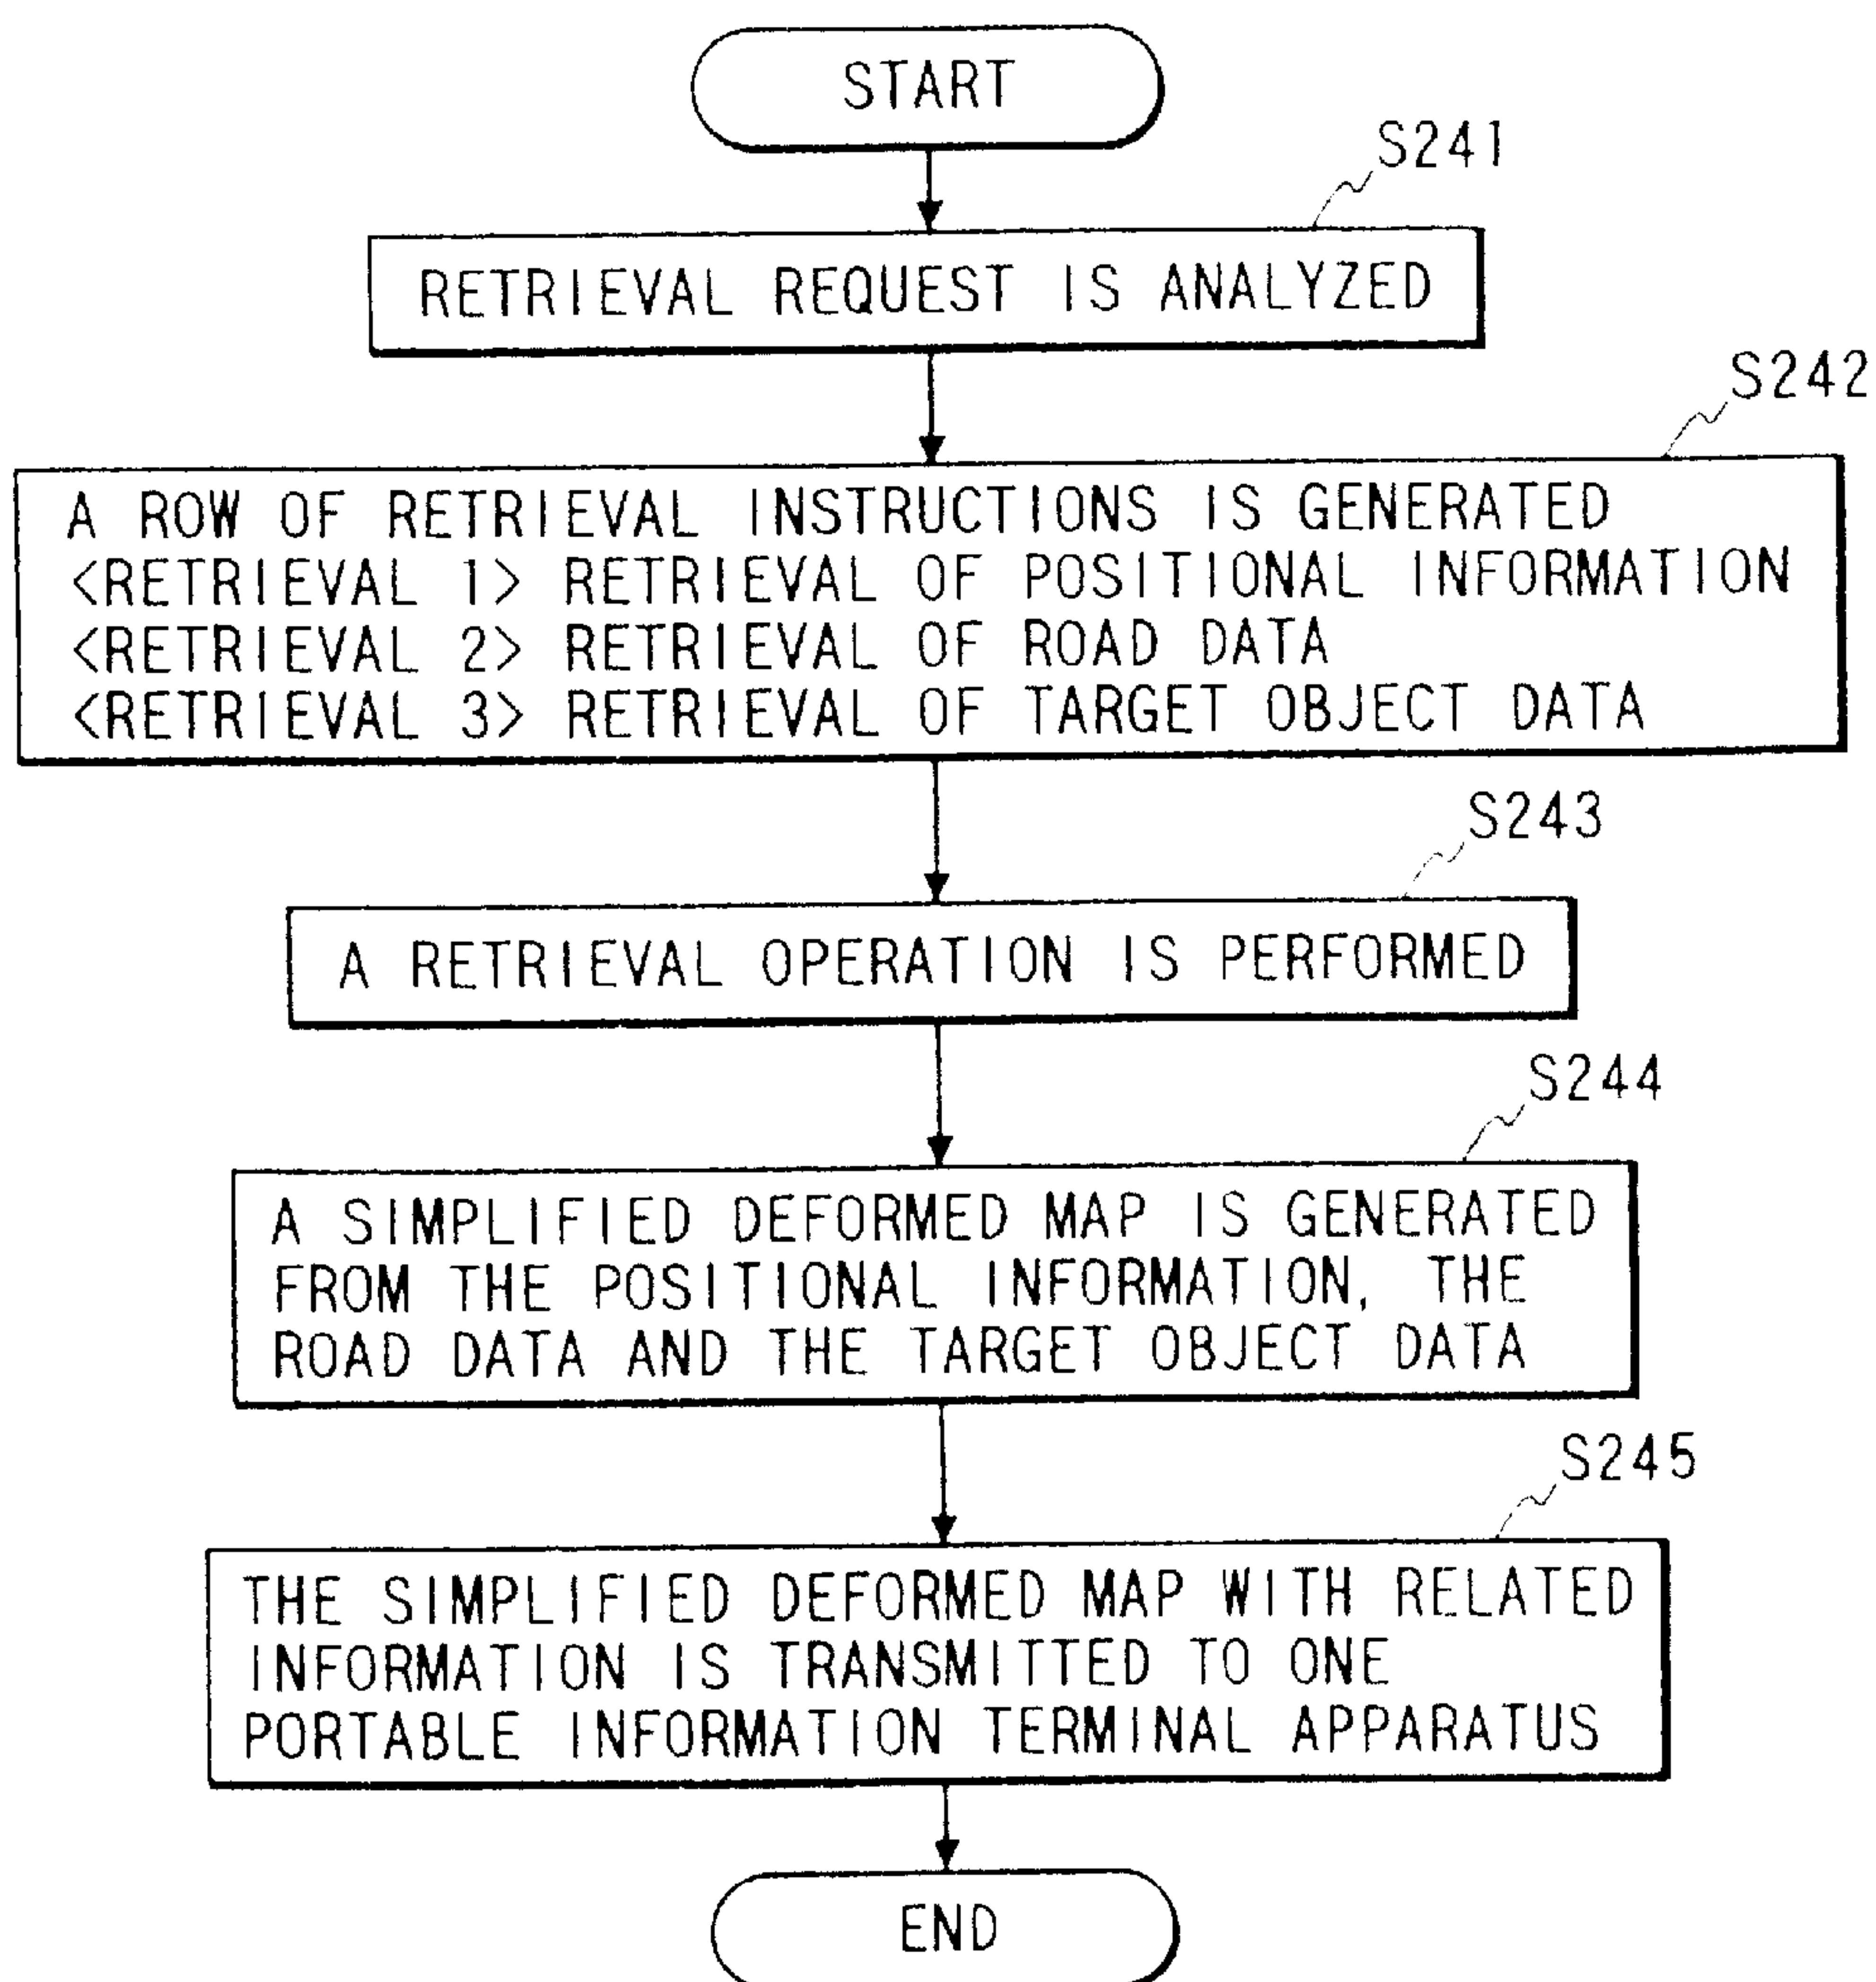 START
S241
RETRIEVAL REQUEST IS ANALYZED
S242
A ROW OF RETRIEVAL INSTRUCTIONS IS GENERATED
<RETRIEVAL 1> RETRIEVAL OF POSITIONAL INFORMATION
<RETRIEVAL 2> RETRIEVAL OF ROAD DATA
<RETRIEVAL 3> RETRIEVAL OF TARGET OBJECT DATA
S243
A RETRIEVAL OPERATION IS PERFORMED
S244
A SIMPLIFIED DEFORMED MAP IS GENERATED
FROM THE POSITIONAL INFORMATION, THE
ROAD DATA AND THE TARGET OBJECT DATA
S245
THE SIMPLIFIED DEFORMED MAP WITH RELATED
INFORMATION IS TRANSMITTED TO ONE
PORTABLE INFORMATION TERMINAL APPARATUS
END